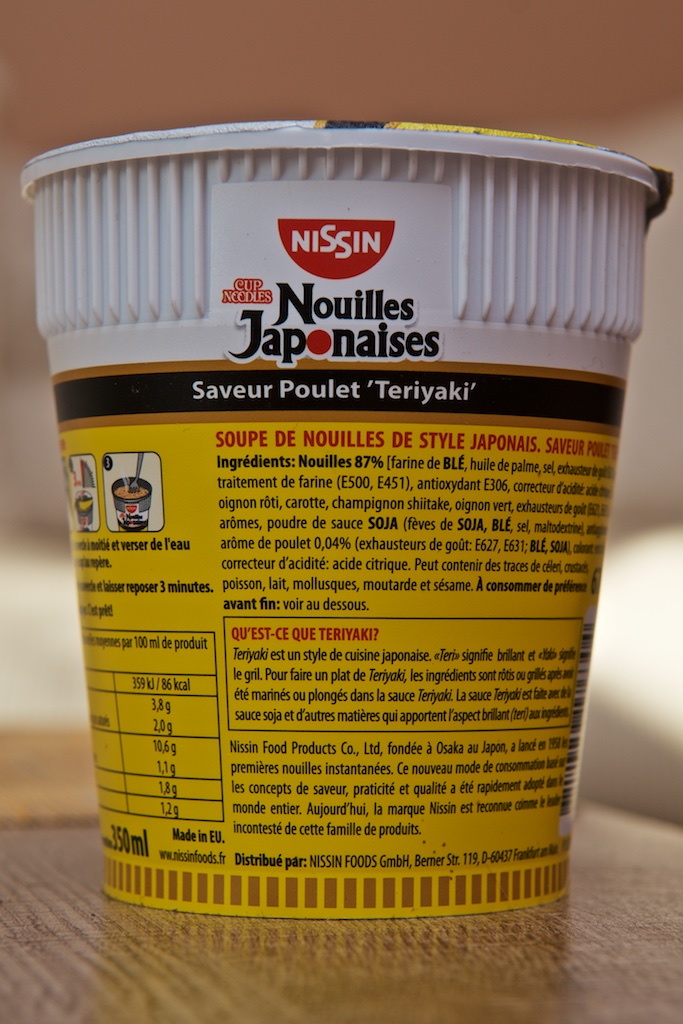 NISSIN
CUP
NOODLES
Nouilles
Japonaises
Saveur Poulet 'Teriyaki'
SOUPE DE NOUILLES DE STYLE JAPONAIS. SAVEUR POULET
Ingrédients: Nouilles 87% [farine de BLÉ, huile de palme, sel, exhausteur de goût
traitement de farine (E500, E451), antioxydant E306, correcteur d'acidité: acide
oignon rôti, carotte, champignon shiitake, oignon vert, exhausteurs de goût
arômes, poudre de sauce SOJA (fèves de SOJA, BLÉ, sel, maltodextrine),
arôme de poulet 0,04% (exhausteurs de goût: E627, E631; BLÉ, SOJA),
correcteur d'acidité: acide citrique. Peut contenir des traces de céleri, crustacés,
poisson, lait, mollusques, moutarde et sésame. À consommer de préférence
avant fin: voir au dessous.
3
à moitié et verser de l'eau
repère.
et laisser reposer 3 minutes.
C'est prêt!
moyennes par 100 ml de produit
359 kJ / 86 kcal
3,8 g
2,0 g
10,6 g
1,1 g
1,8 g
1,2 g
350ml
Made in EU.
www.nissinfoods.fr
QU'EST-CE QUE TERIYAKI?
Teriyaki est un style de cuisine japonaise. «Teri» signifie brillant et «Yaki» signifie
le gril. Pour faire un plat de Teriyaki, les ingrédients sont rôtis ou grillés après avoir
été marinés ou plongés dans la sauce Teriyaki. La sauce Teriyaki est faite avec de la
sauce soja et d'autres matières qui apportent l'aspect brillant (teri) aux ingrédients.
Nissin Food Products Co., Ltd, fondée à Osaka au Japon, a lancé en 1958 les
premières nouilles instantanées. Ce nouveau mode de consommation basé sur
les concepts de saveur, praticité et qualité a été rapidement adopté dans le
monde entier. Aujourd'hui, la marque Nissin est reconnue comme le leader
incontesté de cette famille de produits.
Distribué par: NISSIN FOODS GmbH, Berner Str. 119, D-60437 Frankfurt am Main